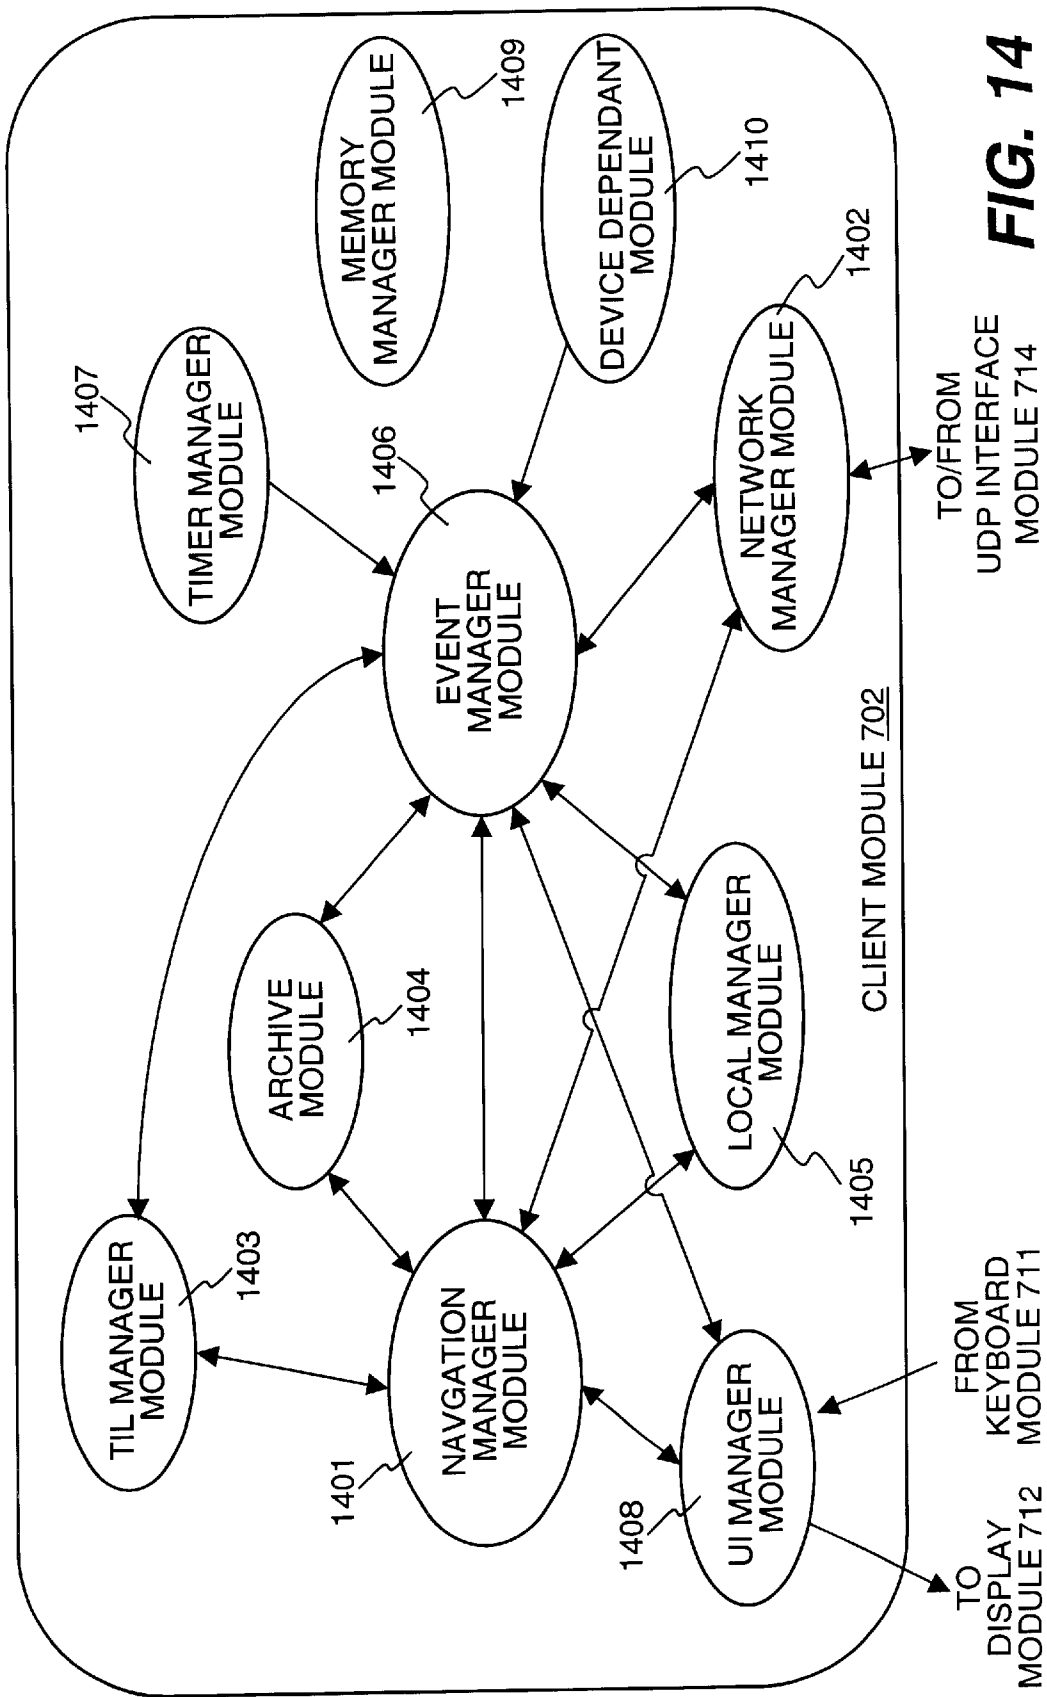 TIL MANAGER
MODULE
1403
1407
TIMER MANAGER
MODULE
ARCHIVE
MODULE
1404
MEMORY
MANAGER MODULE
1409
1406
EVENT
MANAGER
MODULE
NAVGATION
MANAGER
MODULE
1401
DEVICE DEPENDANT
MODULE
1410
1408
UI MANAGER
MODULE
LOCAL MANAGER
MODULE
1405
NETWORK
MANAGER MODULE
1402
CLIENT MODULE 702
TO
DISPLAY
MODULE 712
FROM
KEYBOARD
MODULE 711
TO/FROM
UDP INTERFACE
MODULE 714
FIG. 14